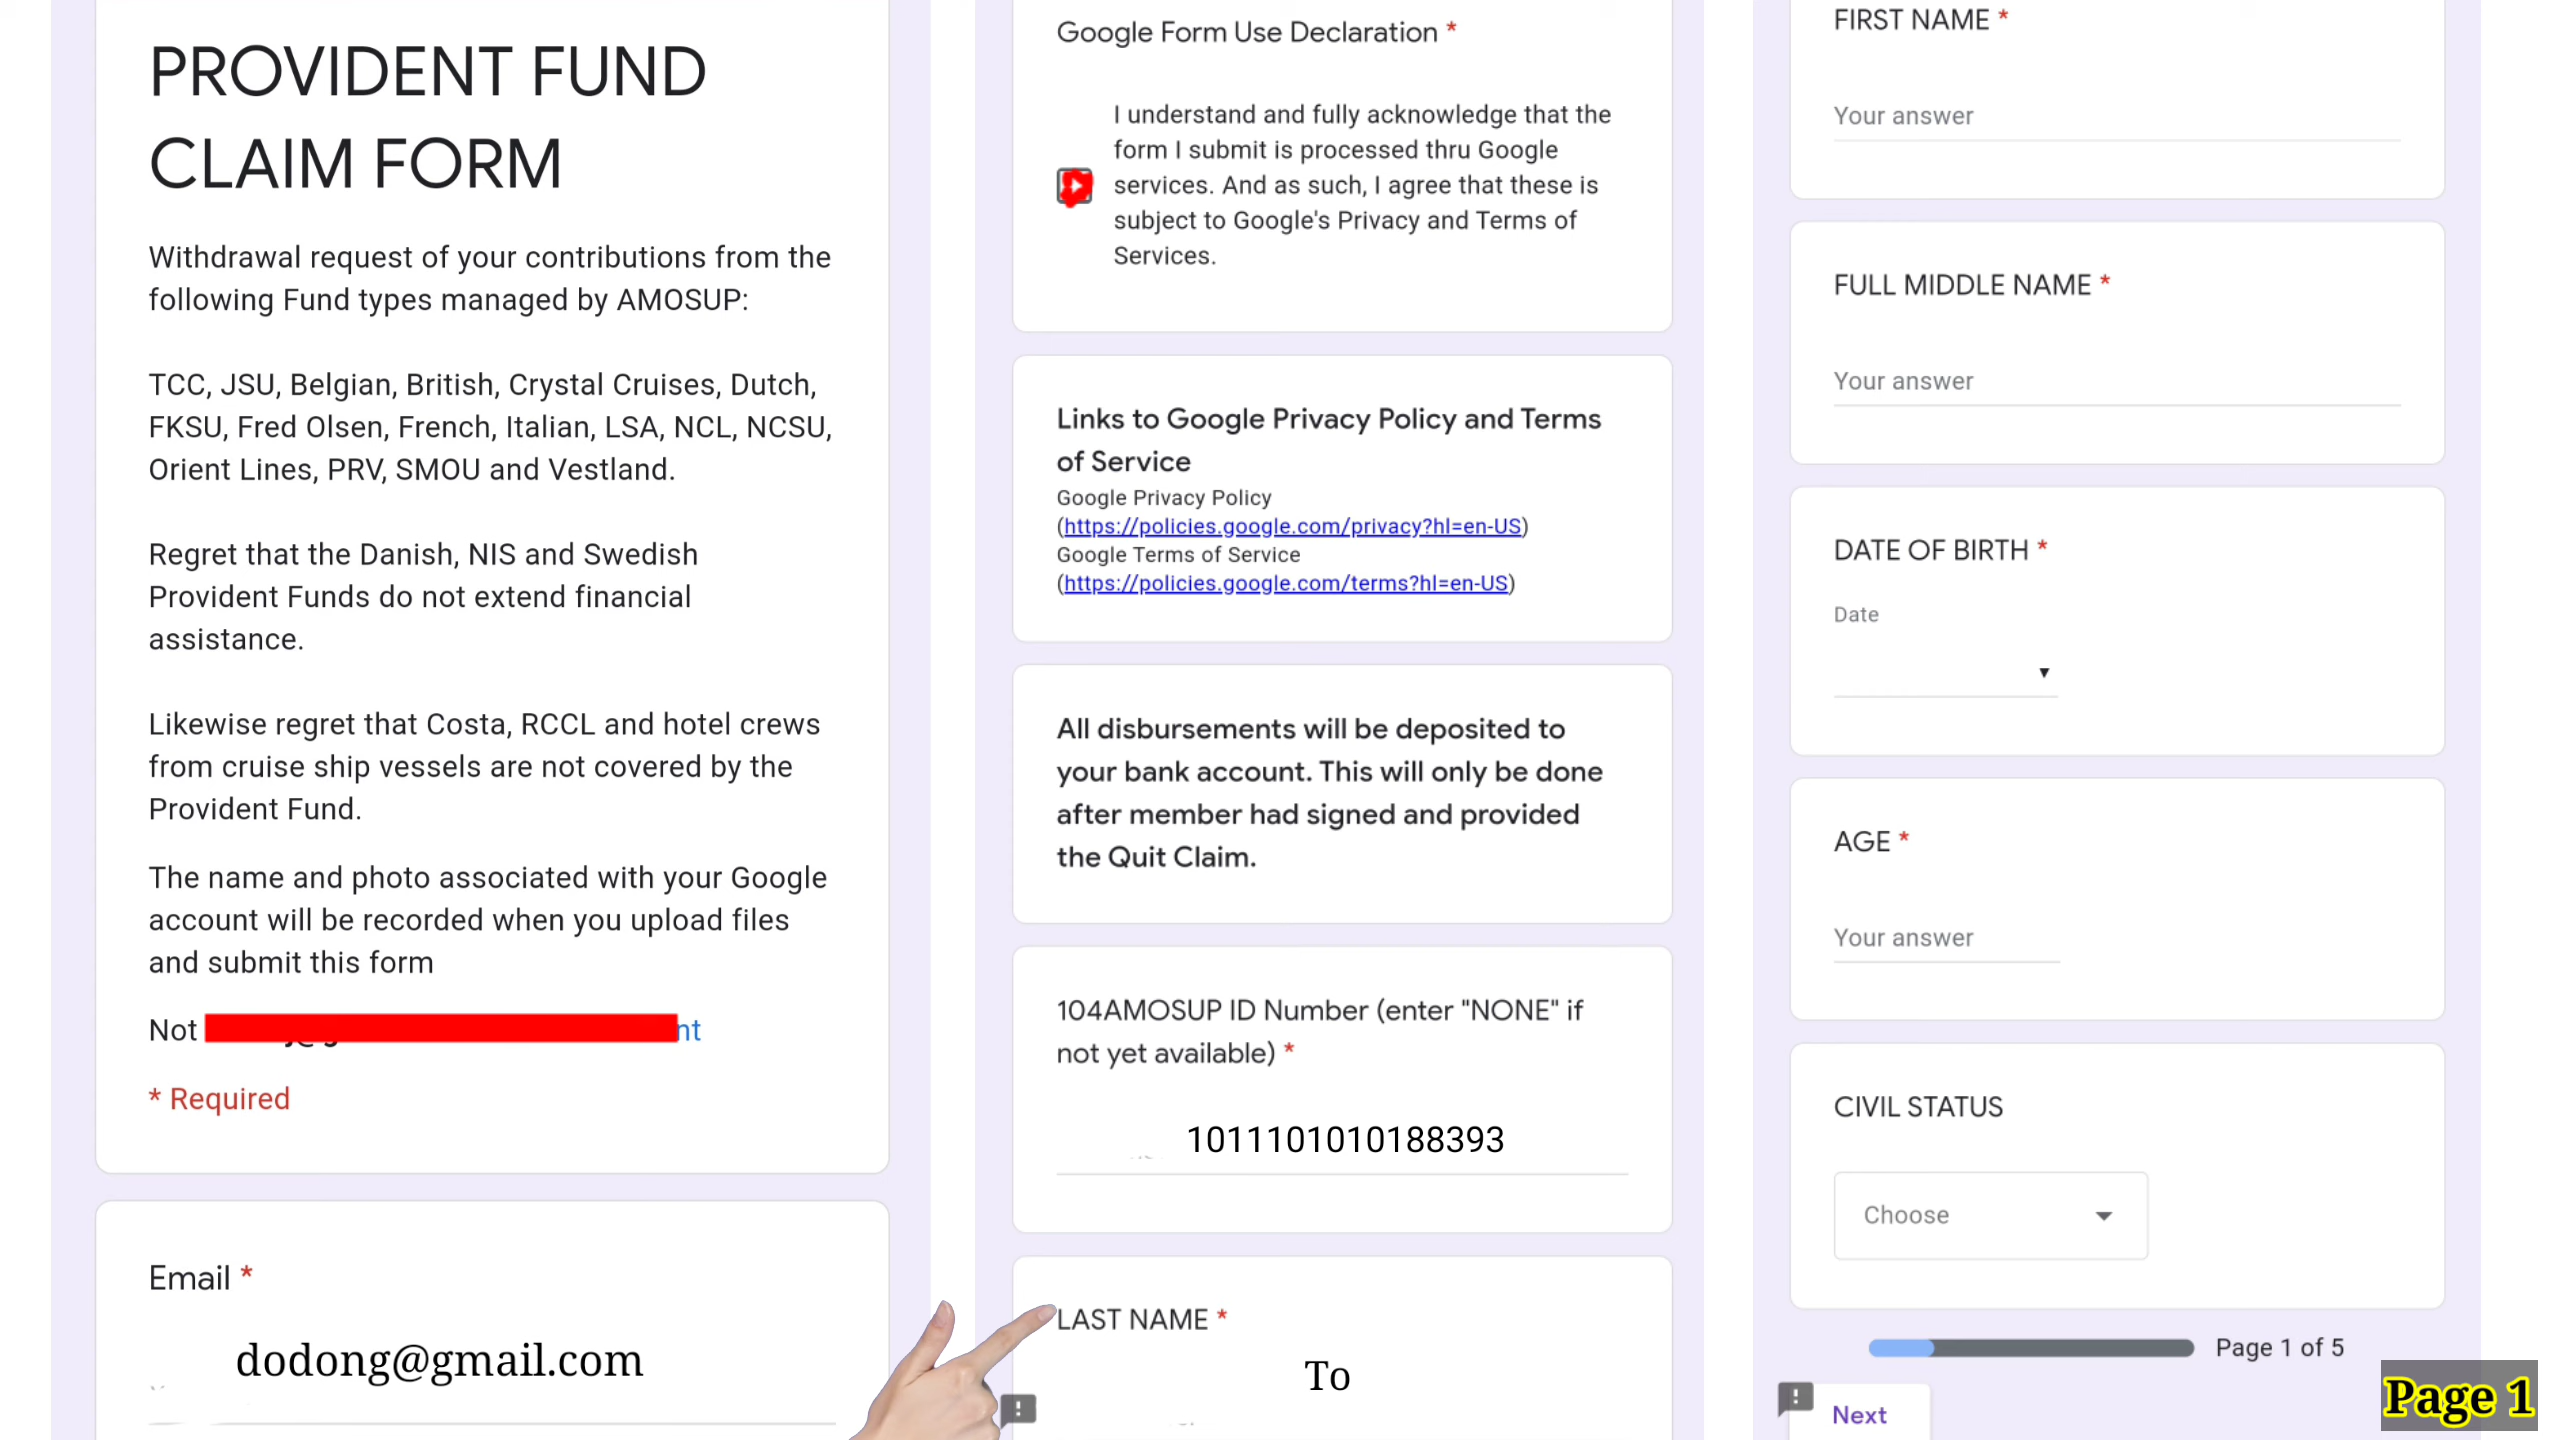 PROVIDENT FUND
CLAIM FORM
Withdrawal request of your contributions from the
following Fund types managed by AMOSUP:
TCC, JSU, Belgian, British, Crystal Cruises, Dutch,
FKSU, Fred Olsen, French, Italian, LSA, NCL, NCSU,
Orient Lines, PRV, SMOU and Vestland.
Regret that the Danish, NIS and Swedish
Provident Funds do not extend financial
assistance.
Likewise regret that Costa, RCCL and hotel crews
from cruise ship vessels are not covered by the
Provident Fund.
The name and photo associated with your Google
account will be recorded when you upload files
and submit this form
Not
* Required
Email *
dodong@gmail.com
Google Form Use Declaration *
I understand and fully acknowledge that the
form I submit is processed thru Google
services. And as such, I agree that these is
subject to Google's Privacy and Terms of
Services.
Links to Google Privacy Policy and Terms
of Service
Google Privacy Policy
(https://policies.google.com/privacy?hl=en-US)
Google Terms of Service
(https://policies.google.com/terms?hl=en-US)
All disbursements will be deposited to
your bank account. This will only be done
after member had signed and provided
the Quit Claim.
104AMOSUP ID Number (enter "NONE" if
not yet available) *
1011101010188393
LAST NAME *
To
FIRST NAME *
Your answer
FULL MIDDLE NAME *
Your answer
DATE OF BIRTH *
Date
AGE *
Your answer
CIVIL STATUS
Choose
Page 1 of 5
Next
Page 1